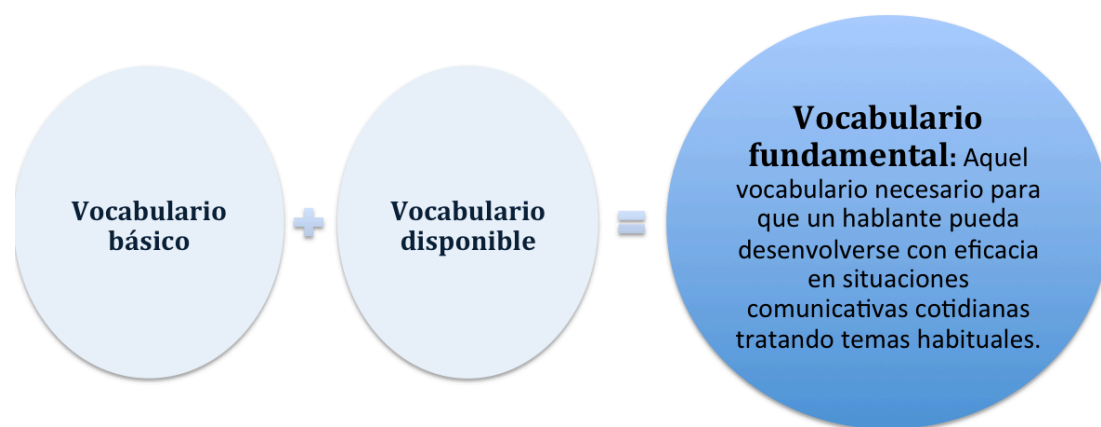 Vocabulario
básico
+
Vocabulario
disponible
=
Vocabulario
fundamental: Aquel
vocabulario necesario para
que un hablante pueda
desenvolverse con eficacia
en situaciones
comunicativas cotidianas
tratando temas habituales.